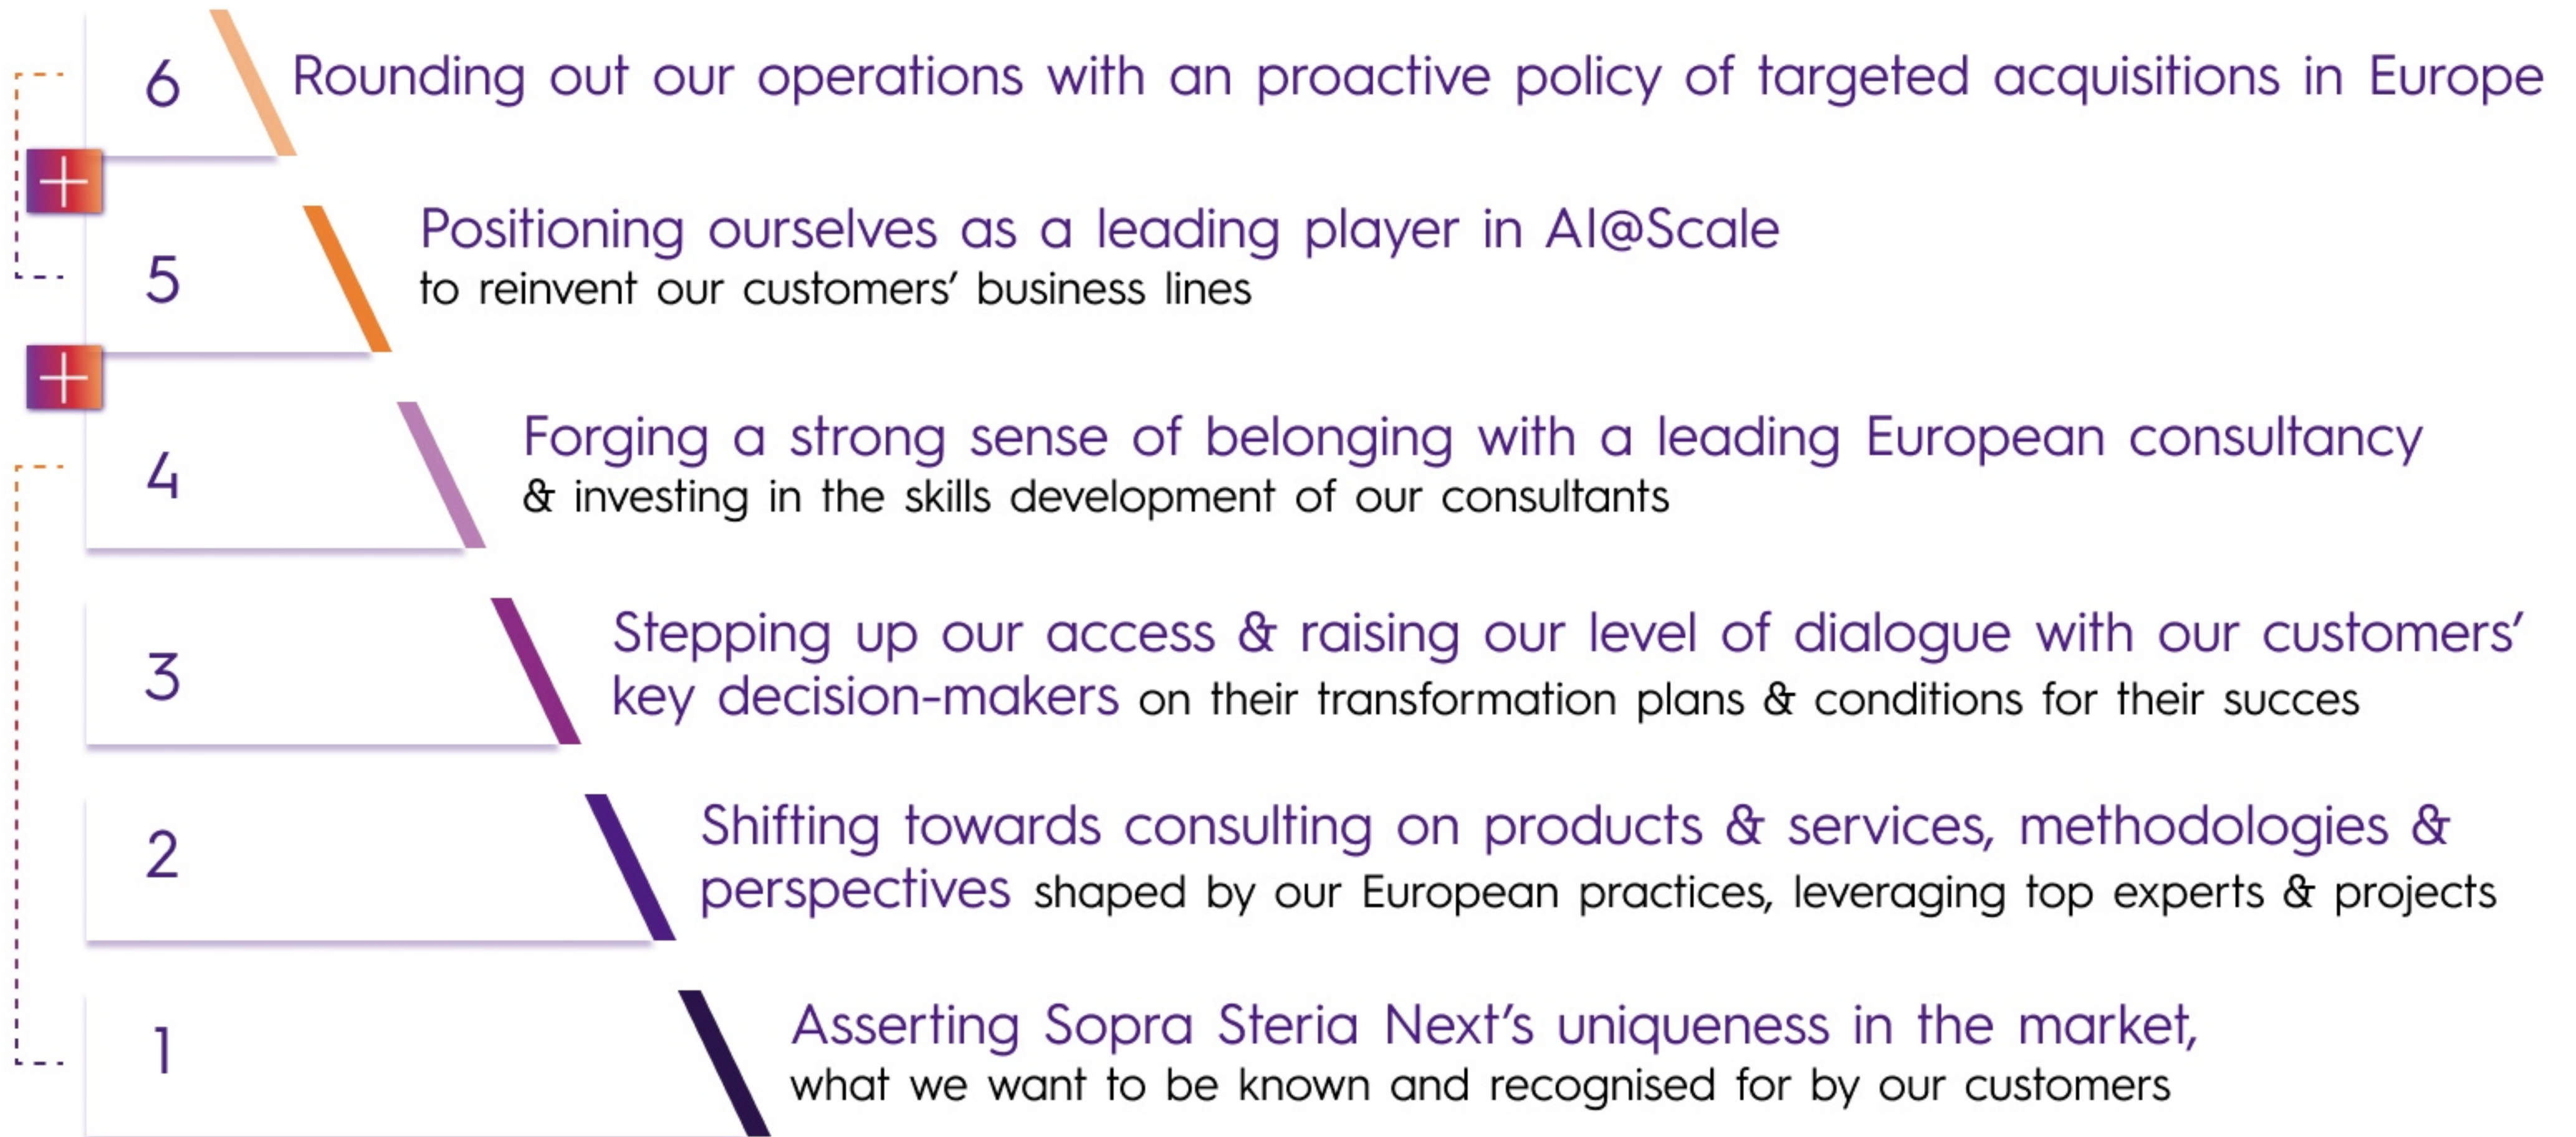 6
Rounding out our operations with an proactive policy of targeted acquisitions in Europe
5
Positioning ourselves as a leading player in AI@Scale
to reinvent our customers’ business lines
4
Forging a strong sense of belonging with a leading European consultancy
& investing in the skills development of our consultants
3
Stepping up our access & raising our level of dialogue with our customers’
key decision-makers on their transformation plans & conditions for their succes
2
Shifting towards consulting on products & services, methodologies &
perspectives shaped by our European practices, leveraging top experts & projects
1
Asserting Sopra Steria Next’s uniqueness in the market,
what we want to be known and recognised for by our customers